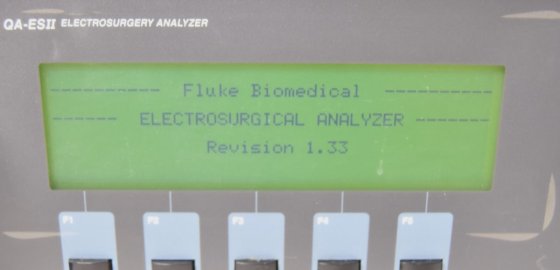 QA-ESII ELECTROSURGERY ANALYZER
---------- Fluke Biomedical ----------
----- ELECTROSURGICAL ANALYZER ------
Revision 1.33
F1 F2 F3 F4 F5